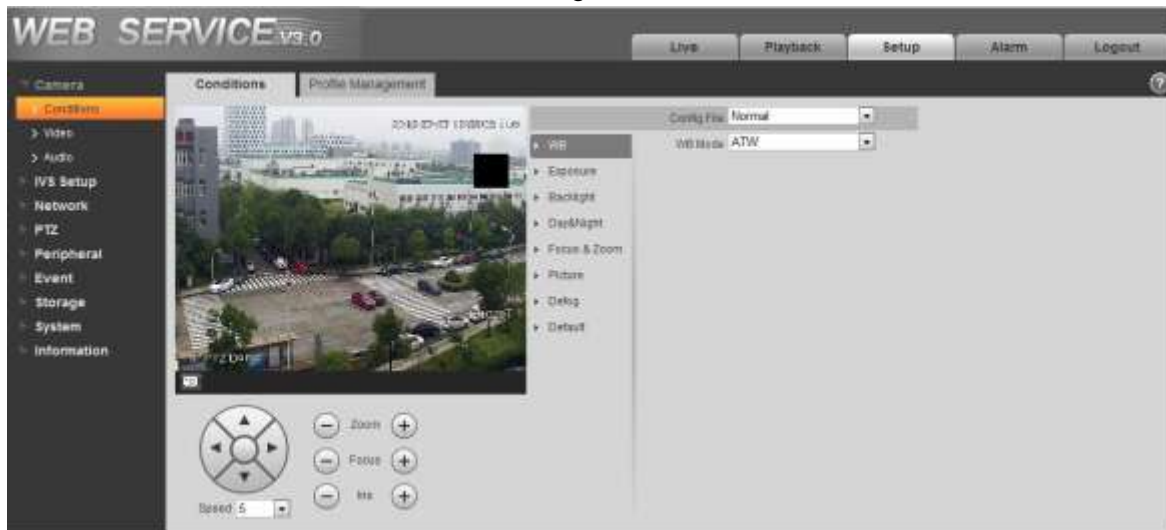 WEB SERVICE V3.0
Live
Playback
Setup
Alarm
Logout
Camera
Conditions
Video
Audio
IVS Setup
Network
PTZ
Peripheral
Event
Storage
System
Information
Conditions
Profile Management
WB
Exposure
Backlight
Day&Night
Focus & Zoom
Picture
Defog
Default
Config File Normal
WB Mode ATW
Zoom
Focus
Iris
Speed 5